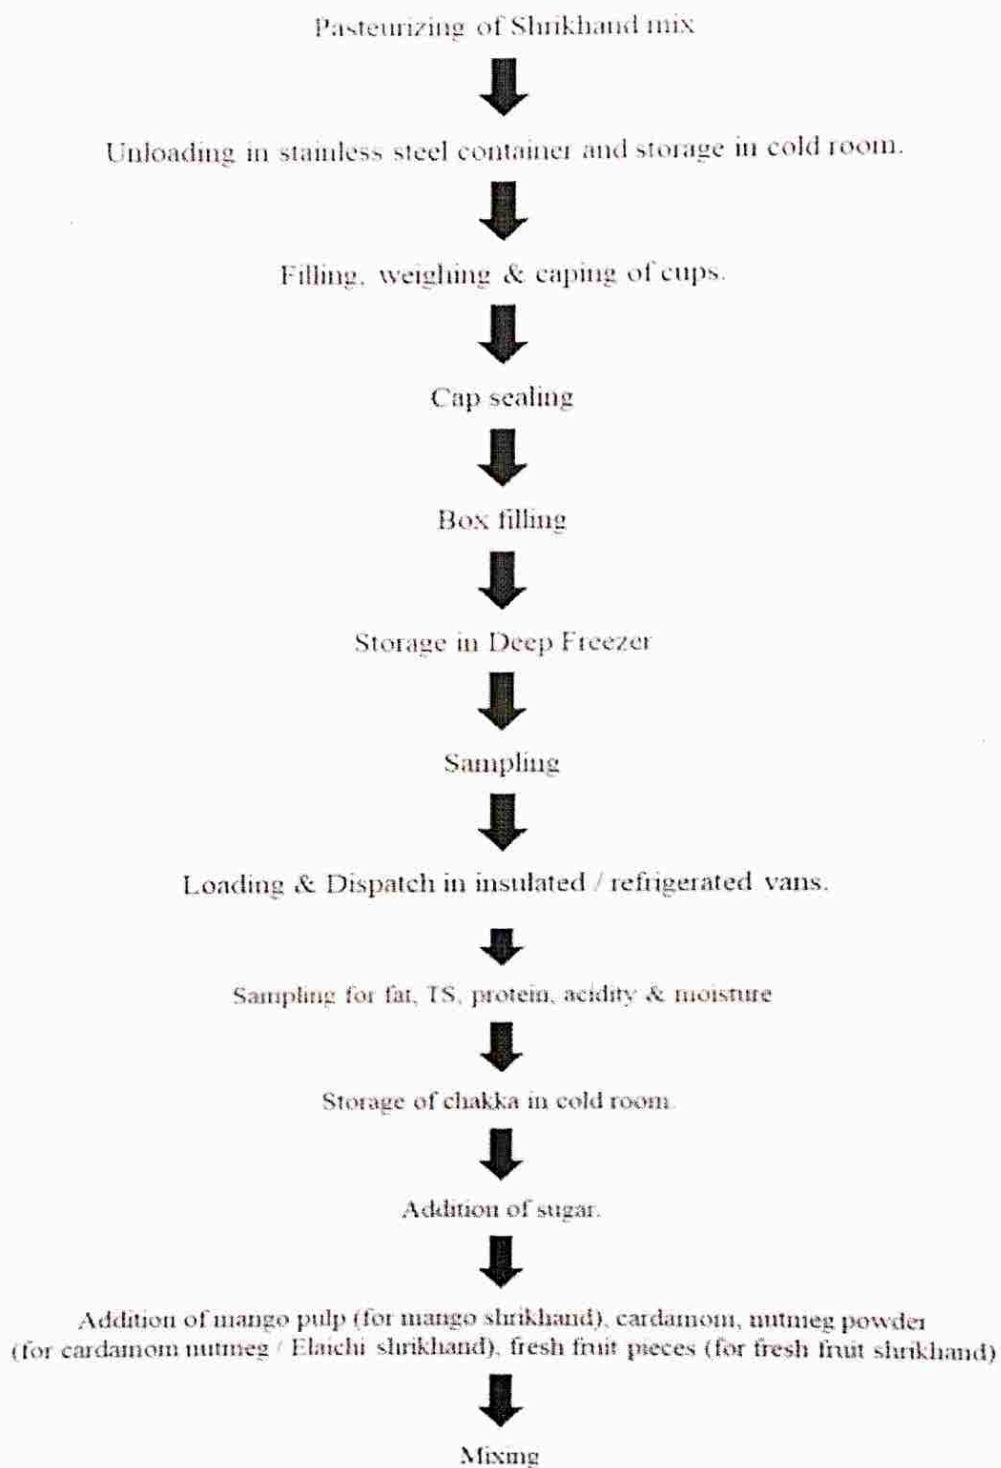 Pasteurizing of Shrikhand mix
Unloading in stainless steel container and storage in cold room.
Filling, weighing & caping of cups.
Cap sealing
Box filling
Storage in Deep Freezer
Sampling
Loading & Dispatch in insulated / refrigerated vans.
Sampling for fat, TS, protein, acidity & moisture
Storage of chakka in cold room.
Addition of sugar.
Addition of mango pulp (for mango shrikhand), cardamom, nutmeg powder
(for cardamom nutmeg / Elaichi shrikhand), fresh fruit pieces (for fresh fruit shrikhand)
Mixing